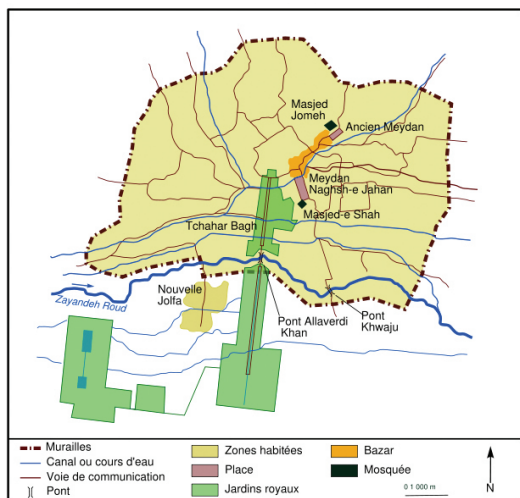 Masjed
Jomeh
Ancien Meydan
Meydan
Naghsh-e Jahan
Masjed-e Shah
Tchahar Bagh
Zayandeh Roud
Nouvelle
Jolfa
Pont Allaverdi
Khan
Pont
Khwaju
Murailles
Canal ou cours d'eau
Voie de communication
Pont
Zones habitées
Place
Jardins royaux
Bazar
Mosquée
N
0 1 000 m